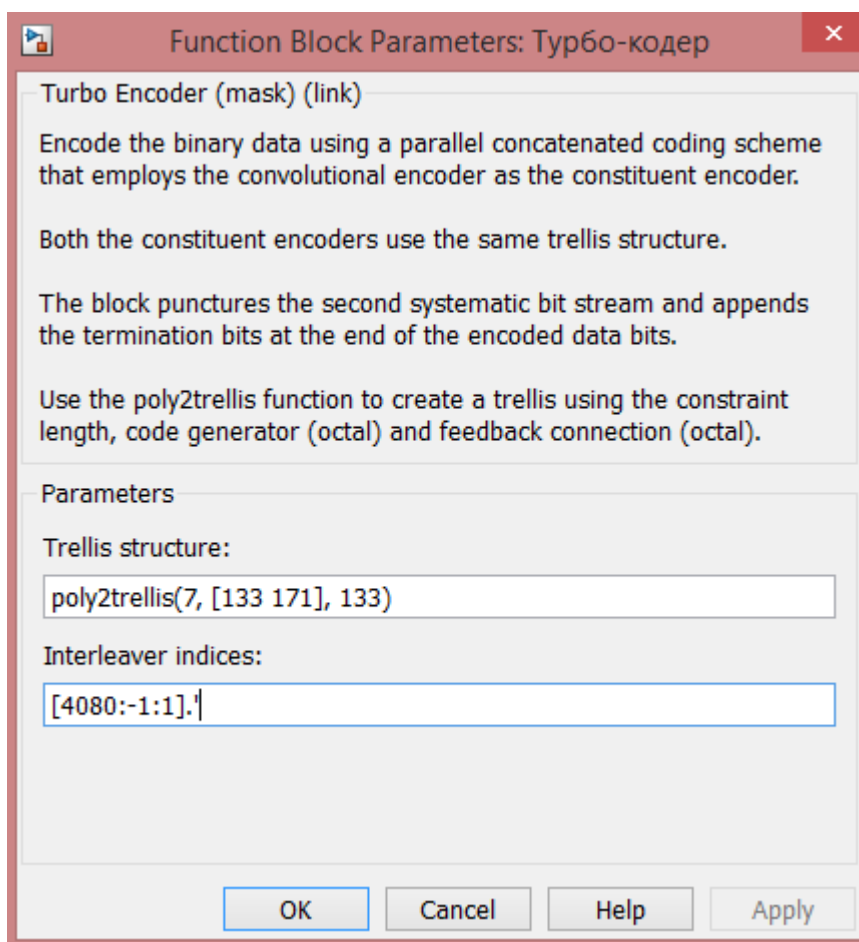 Function Block Parameters: Турбо-кодер
Turbo Encoder (mask) (link)
Encode the binary data using a parallel concatenated coding scheme
that employs the convolutional encoder as the constituent encoder.
Both the constituent encoders use the same trellis structure.
The block punctures the second systematic bit stream and appends
the termination bits at the end of the encoded data bits.
Use the poly2trellis function to create a trellis using the constraint
length, code generator (octal) and feedback connection (octal).
Parameters
Trellis structure:
poly2trellis(7, [133 171], 133)
Interleaver indices:
[4080:-1:1].'
OK Cancel Help Apply